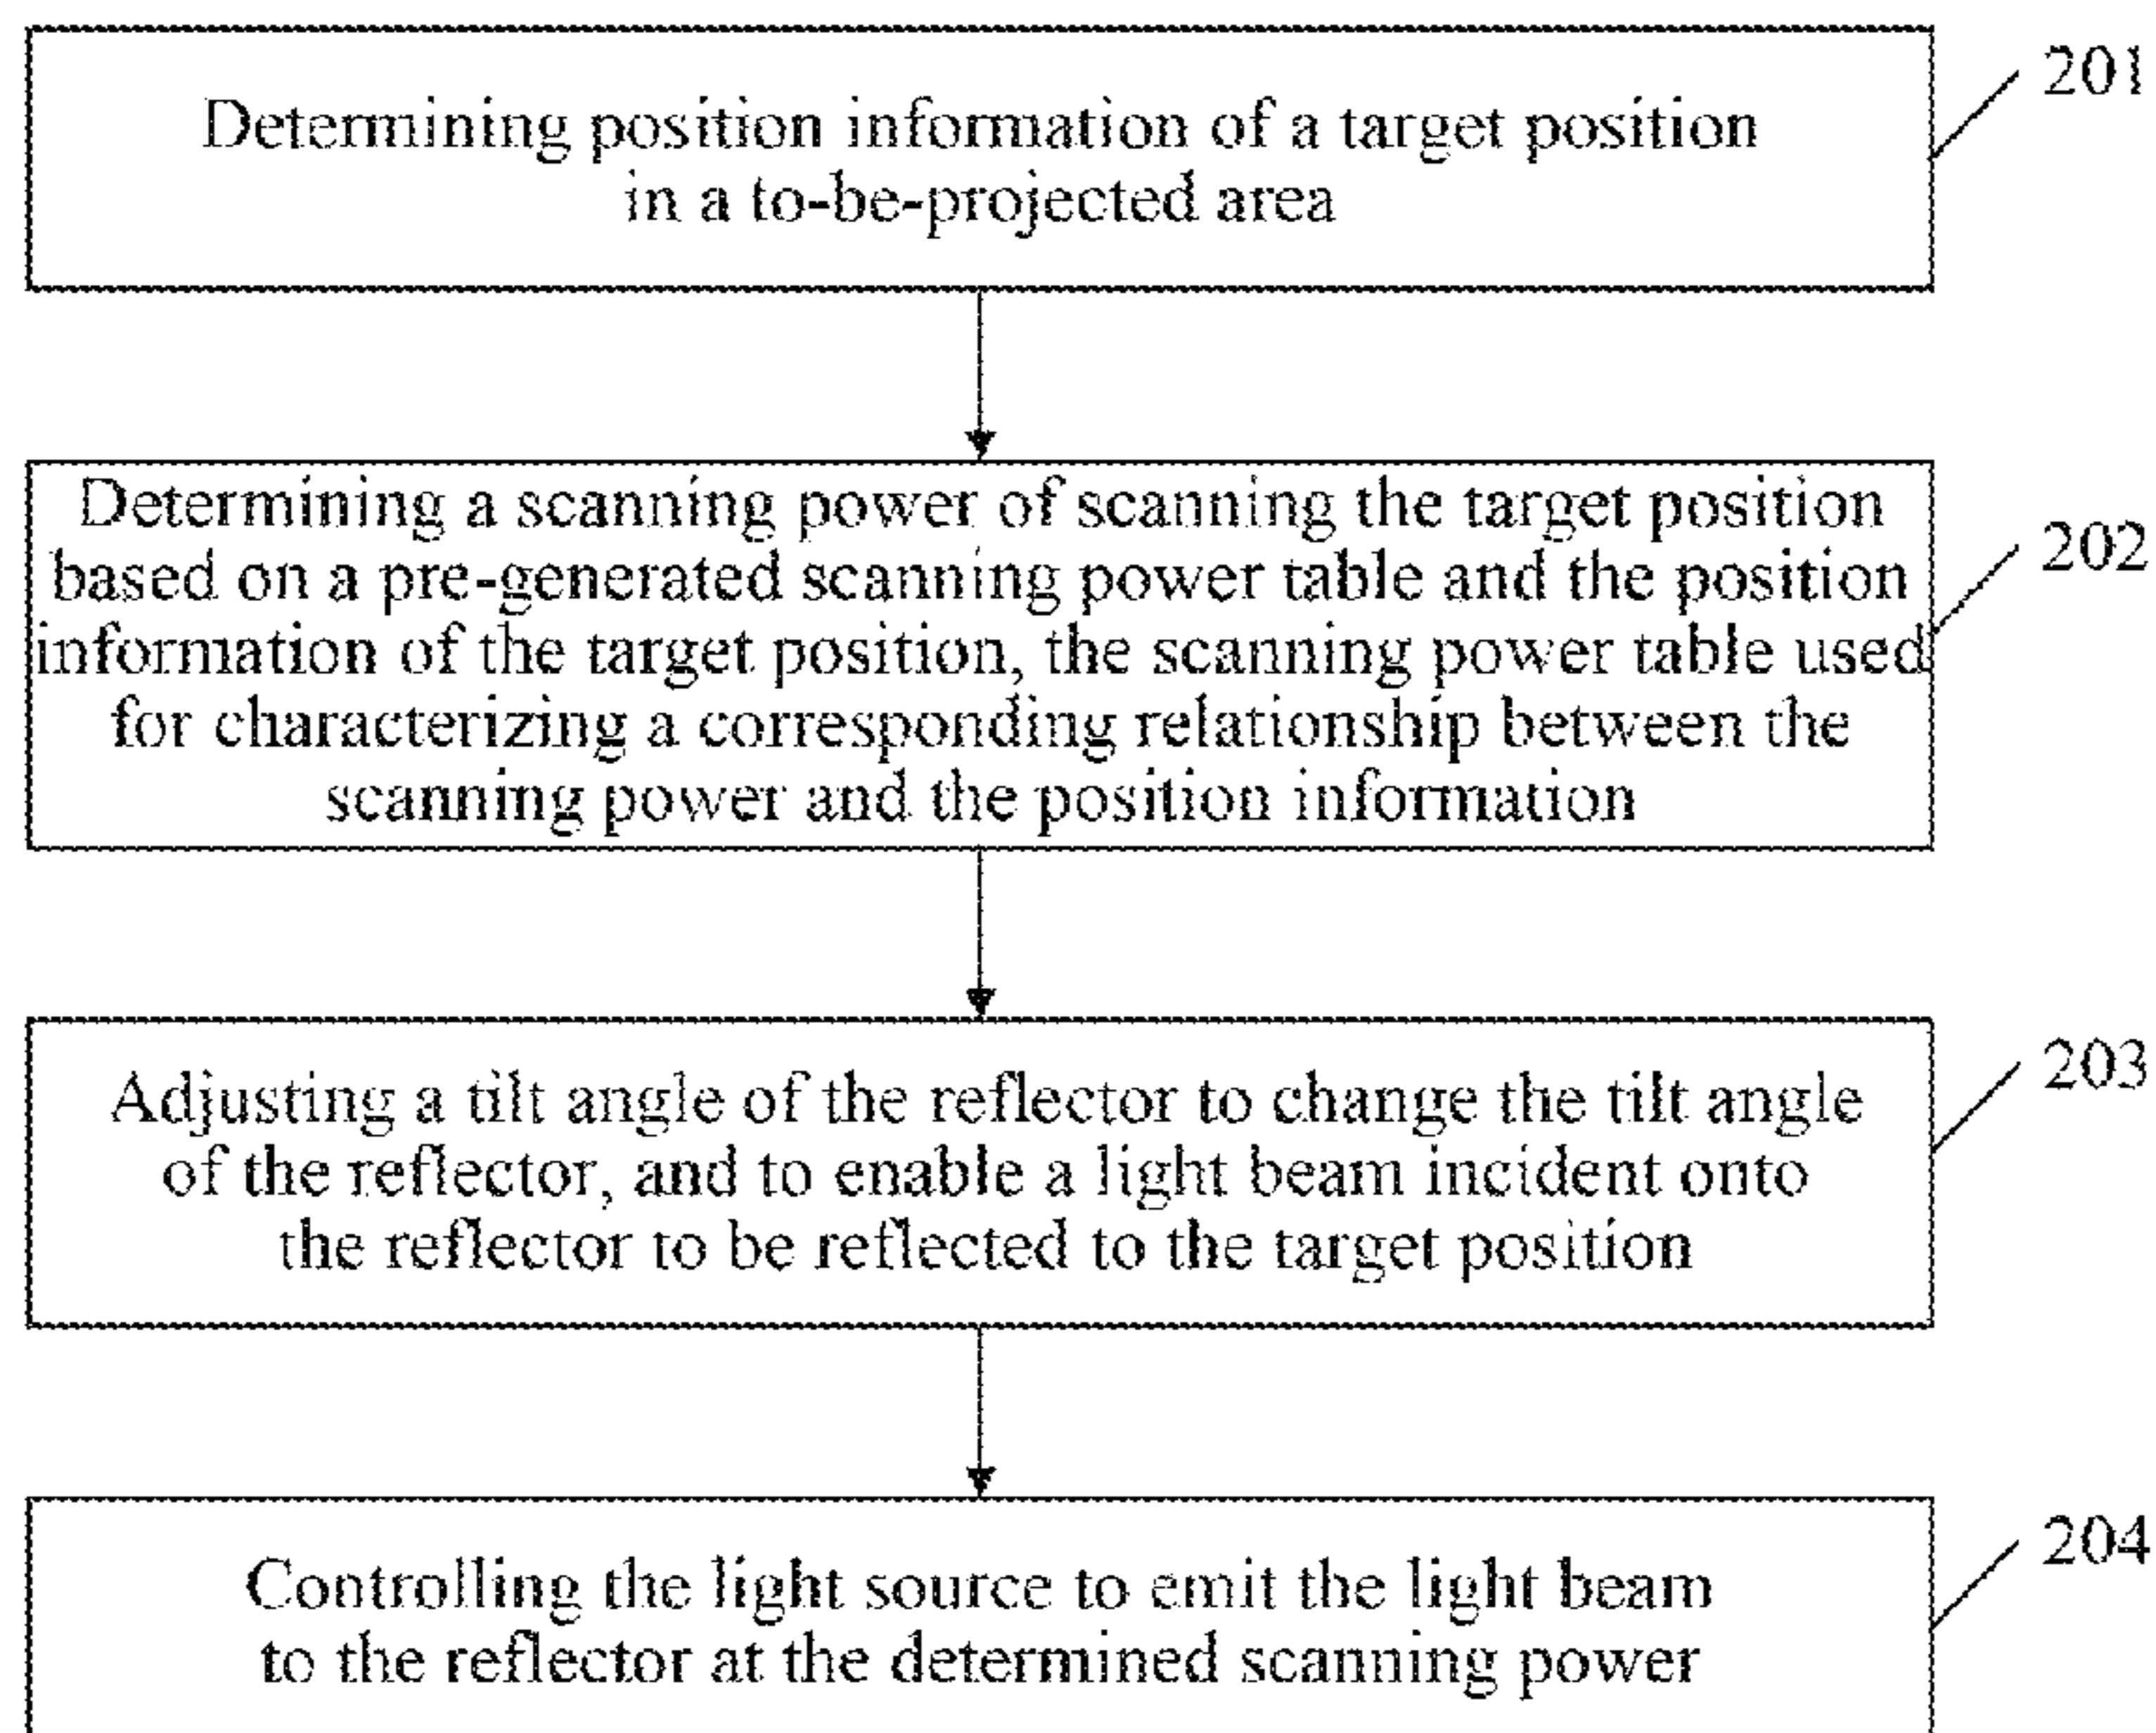 Determining position information of a target position
in a to-be-projected area
201
Determining a scanning power of scanning the target position
based on a pre-generated scanning power table and the position
information of the target position, the scanning power table used
for characterizing a corresponding relationship between the
scanning power and the position information
202
Adjusting a tilt angle of the reflector to change the tilt angle
of the reflector, and to enable a light beam incident onto
the reflector to be reflected to the target position
203
Controlling the light source to emit the light beam
to the reflector at the determined scanning power
204